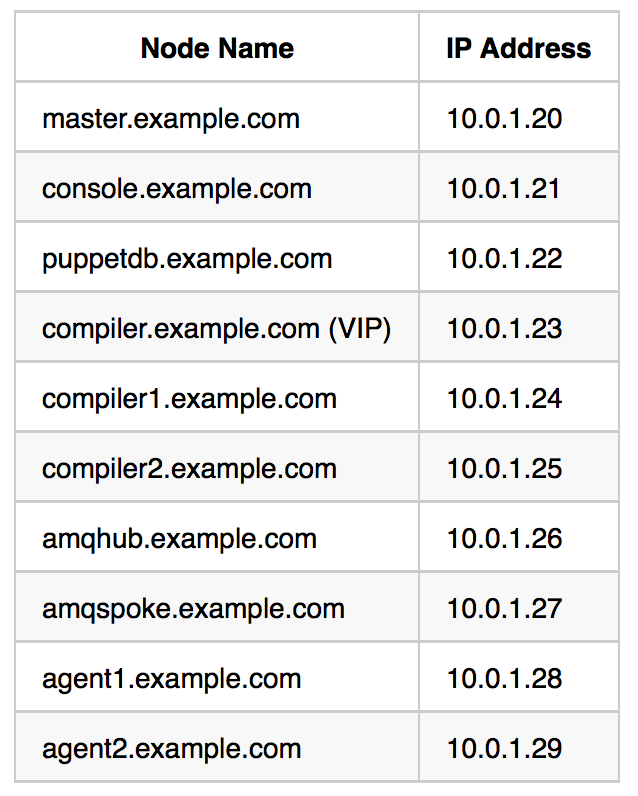 Node Name IP Address
master.example.com 10.0.1.20
console.example.com 10.0.1.21
puppetdb.example.com 10.0.1.22
compiler.example.com (VIP) 10.0.1.23
compiler1.example.com 10.0.1.24
compiler2.example.com 10.0.1.25
amqhub.example.com 10.0.1.26
amqspoke.example.com 10.0.1.27
agent1.example.com 10.0.1.28
agent2.example.com 10.0.1.29